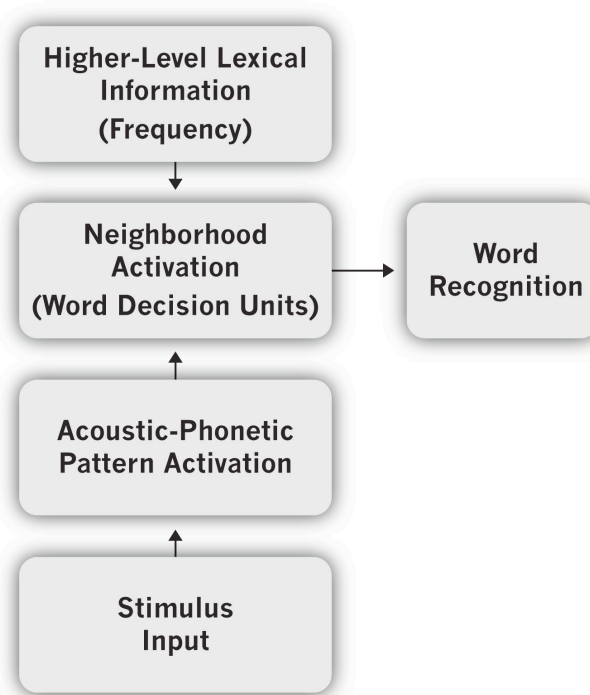 Higher-Level Lexical
Information
(Frequency)
Neighborhood
Activation
(Word Decision Units)
Word
Recognition
Acoustic-Phonetic
Pattern Activation
Stimulus
Input